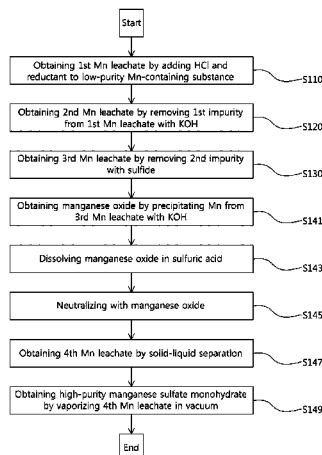 Start
Obtaining 1st Mn leachate by adding HCl and
reductant to low-purity Mn-containing substance
S110
Obtaining 2nd Mn leachate by removing 1st impurity
from 1st Mn leachate with KOH
S120
Obtaining 3rd Mn leachate by removing 2nd impurity
with sulfide
S130
Obtaining manganese oxide by precipitating Mn from
3rd Mn leachate with KOH
S141
Dissolving manganese oxide in sulfuric acid
S143
Neutralizing with manganese oxide
S145
Obtaining 4th Mn leachate by solid-liquid separation
S147
Obtaining high-purity manganese sulfate monohydrate
by vaporizing 4th Mn leachate in vacuum
S149
End